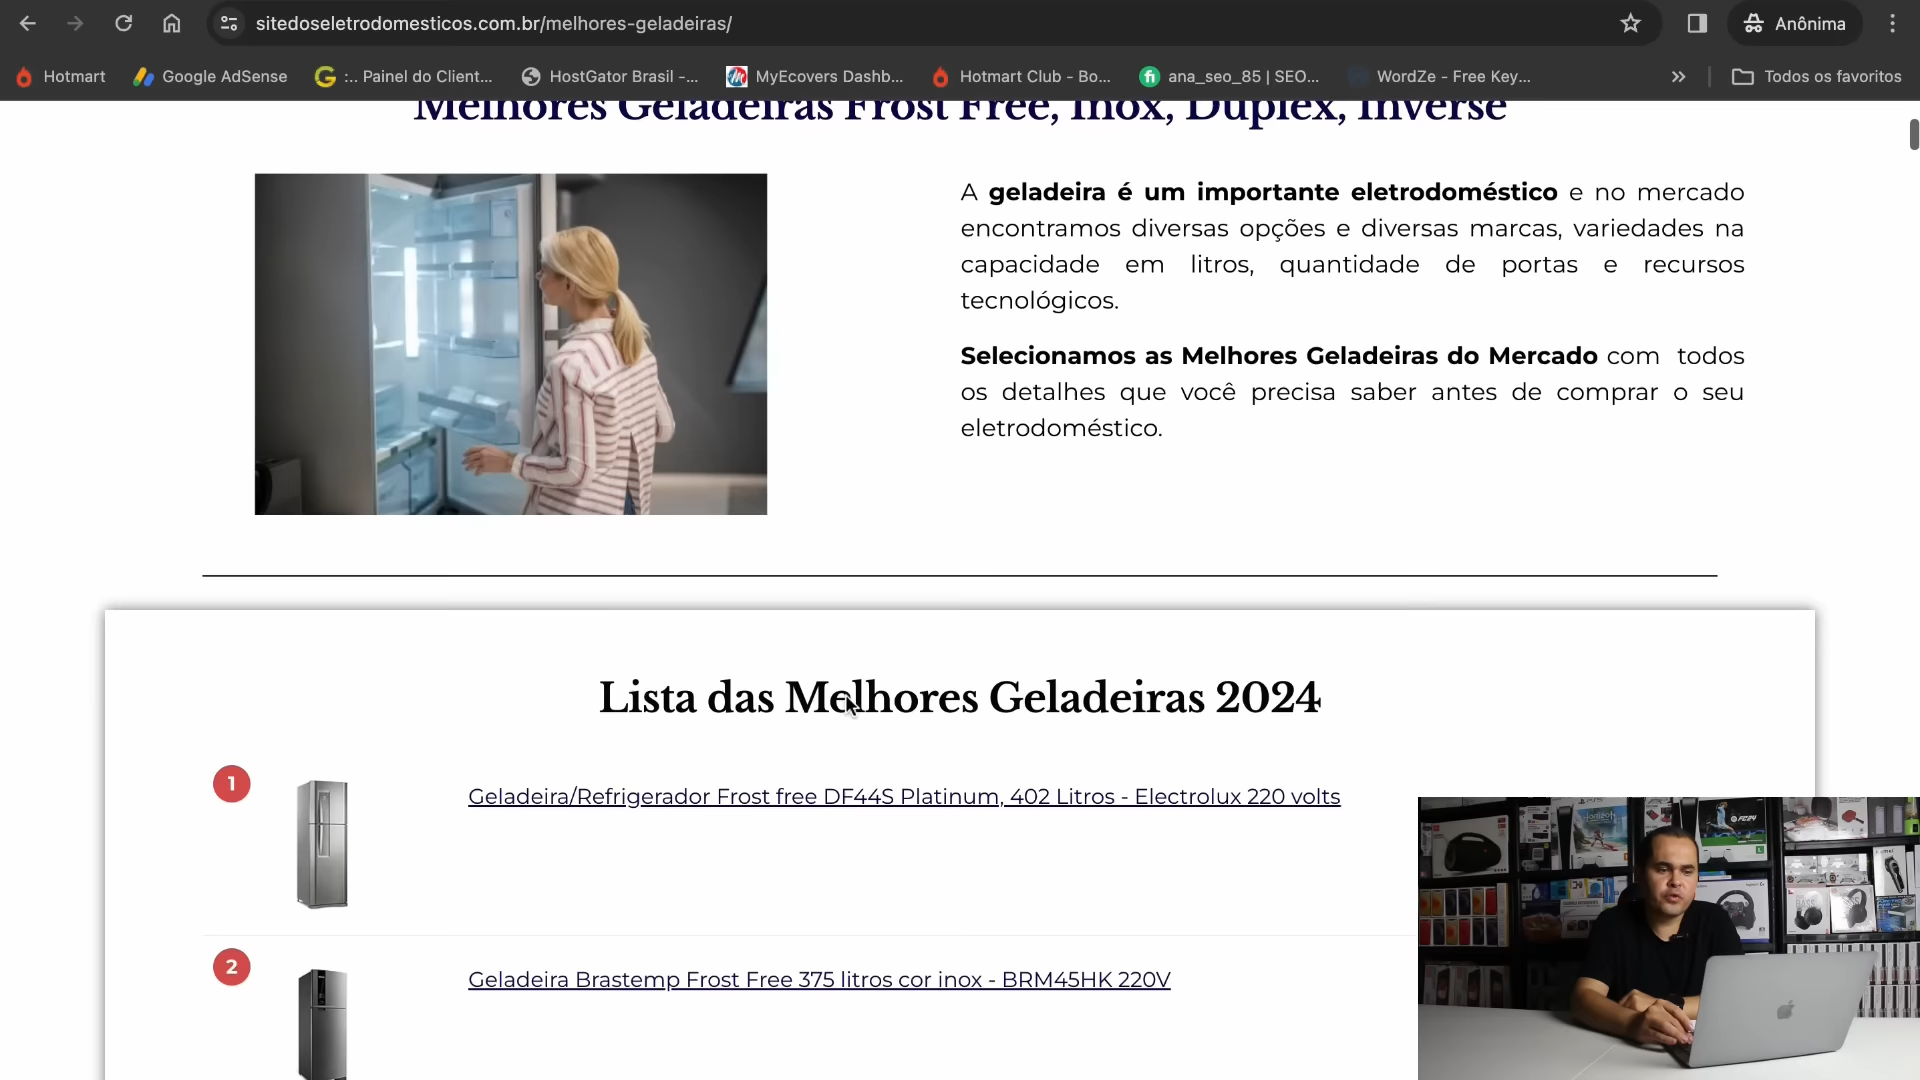 sitedoseletrodomesticos.com.br/melhores-geladeiras/
Anônima
Hotmart
Google AdSense
:.. Painel do Client...
HostGator Brasil -...
MyEcovers Dashb...
Hotmart Club - Bo...
ana_seo_85 | SEO...
WordZe - Free Key...
Todos os favoritos
Melhores Geladeiras Frost Free, Inox, Duplex, Inverse
A geladeira é um importante eletrodoméstico e no mercado
encontramos diversas opções e diversas marcas, variedades na
capacidade em litros, quantidade de portas e recursos
tecnológicos.
Selecionamos as Melhores Geladeiras do Mercado com todos
os detalhes que você precisa saber antes de comprar o seu
eletrodoméstico.
Lista das Melhores Geladeiras 2024
1
Geladeira/Refrigerador Frost free DF44S Platinum, 402 Litros - Electrolux 220 volts
2
Geladeira Brastemp Frost Free 375 litros cor inox - BRM45HK 220V
FC24